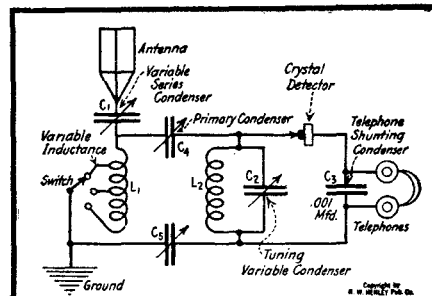 Antenna
C1
Variable
Series
Condenser
Crystal
Detector
Primary Condenser
C4
Variable
Inductance
Switch
L1
L2
C2
C3
.001
Mfd.
Telephone
Shunting
Condenser
Telephones
C5
Tuning
Variable Condenser
Ground
Copyright by
N. W. HENLEY Pub. Co.